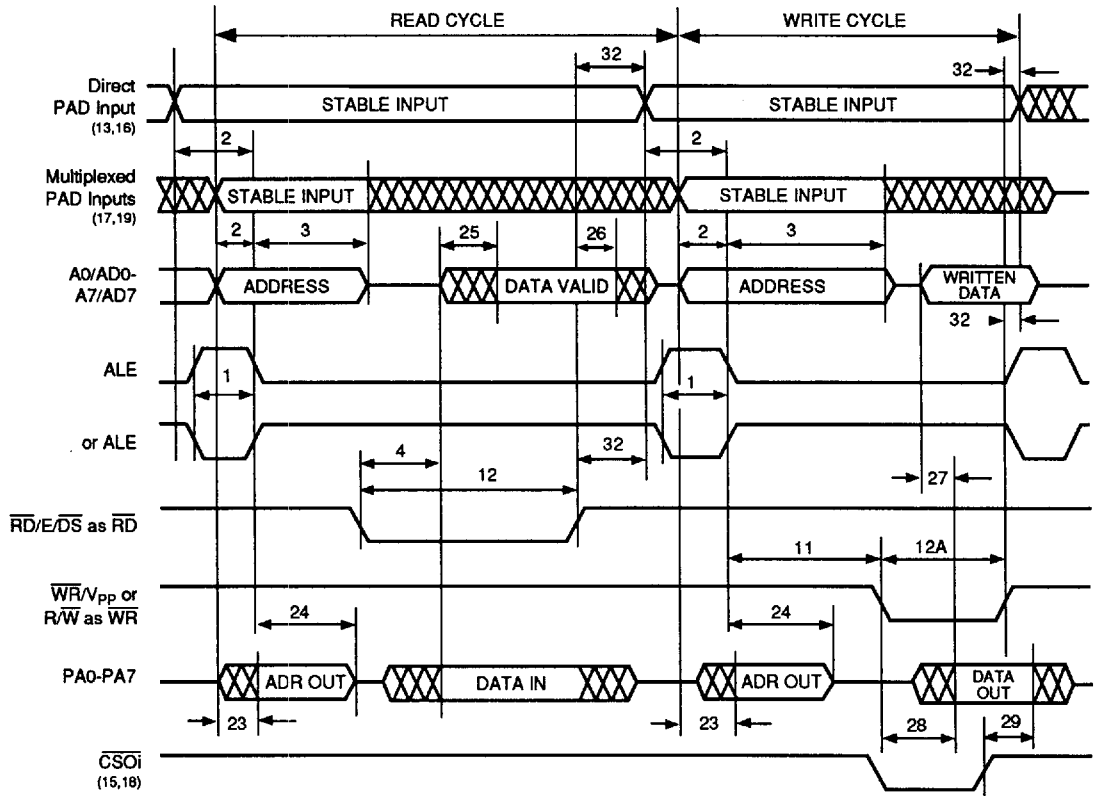 READ CYCLE
WRITE CYCLE
32
32
Direct
PAD Input
(13,16)
STABLE INPUT
STABLE INPUT
2
2
Multiplexed
PAD Inputs
(17,19)
STABLE INPUT
STABLE INPUT
2
3
25
26
2
3
A0/AD0-
A7/AD7
ADDRESS
DATA VALID
ADDRESS
WRITTEN
DATA
32
ALE
1
1
or ALE
4
32
12
27
RD/E/DS as RD
11
12A
WR/VPP or
R/W as WR
24
24
PA0-PA7
ADR OUT
DATA IN
ADR OUT
DATA
OUT
23
23
28
29
CSOi
(15,18)